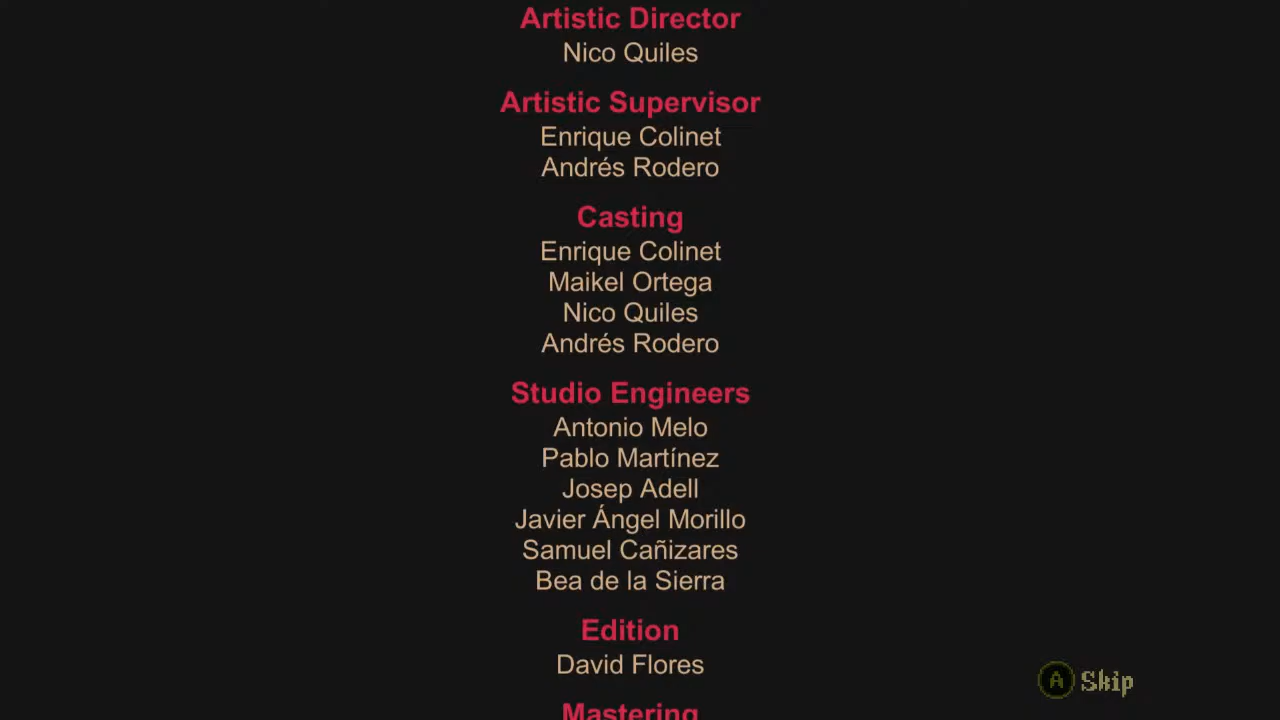 Artistic Director
Nico Quiles
Artistic Supervisor
Enrique Colinet
Andrés Rodero
Casting
Enrique Colinet
Maikel Ortega
Nico Quiles
Andrés Rodero
Studio Engineers
Antonio Melo
Pablo Martínez
Josep Adell
Javier Ángel Morillo
Samuel Cañizares
Bea de la Sierra
Edition
David Flores
A Skip
Mastering